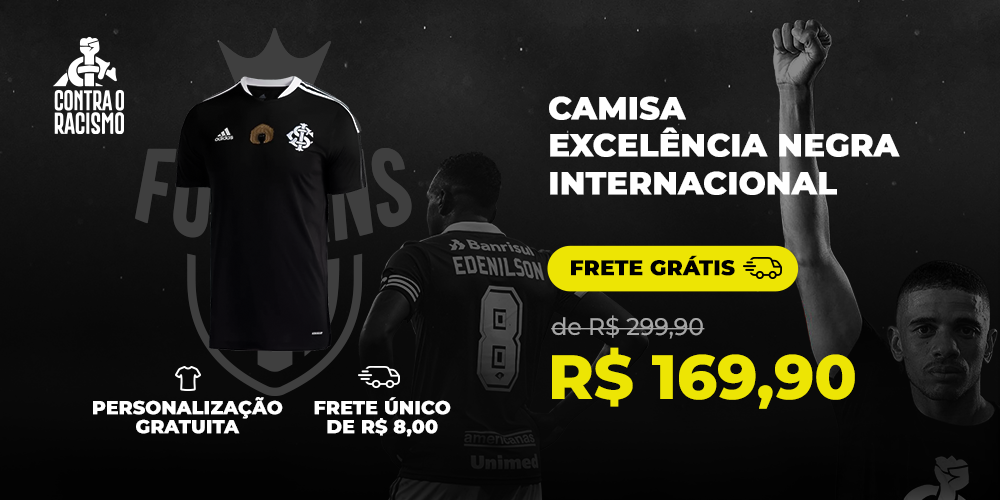 CONTRA O
RACISMO
adidas
CAMISA
EXCELÊNCIA NEGRA
INTERNACIONAL
Banrisul
EDENILSON
8
FRETE GRÁTIS
de R$ 299,90
R$ 169,90
PERSONALIZAÇÃO
GRATUITA
FRETE ÚNICO
DE R$ 8,00
americanas
Unimed